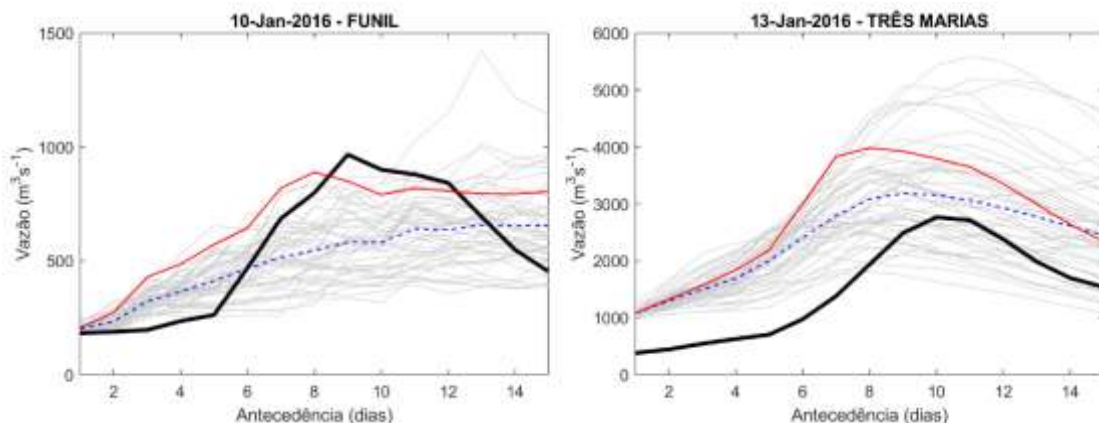 10-Jan-2016 - FUNIL
1500
1000
500
0
2 4 6 8 10 12 14
Vazão (m³s⁻¹)
Antecedência (dias)
13-Jan-2016 - TRÊS MARIAS
6000
5000
4000
3000
2000
1000
0
2 4 6 8 10 12 14
Vazão (m³s⁻¹)
Antecedência (dias)